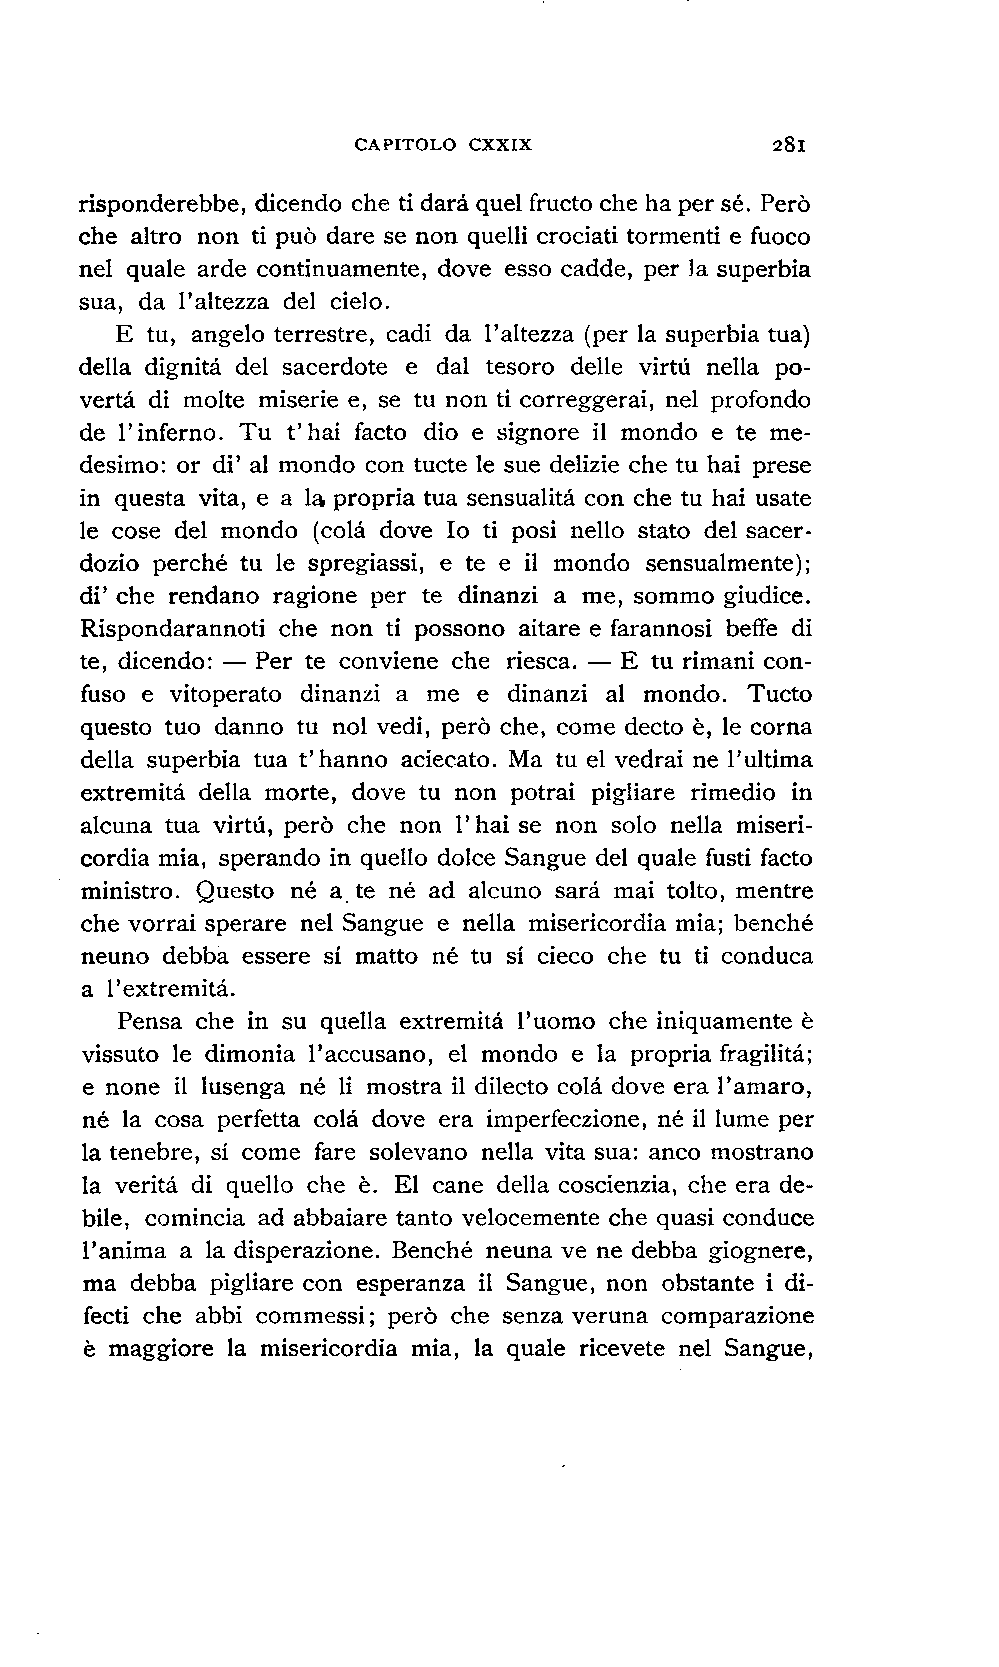 CAPITOLO CXXIX 281
risponderebbe, dicendo che ti dará quel fructo che ha per sé. Però
che altro non ti può dare se non quelli crociati tormenti e fuoco
nel quale arde continuamente, dove esso cadde, per la superbia
sua, da l'altezza del cielo.
E tu, angelo terrestre, cadi da l'altezza (per la superbia tua)
della dignitá del sacerdote e dal tesoro delle virtú nella po-
vertá di molte miserie e, se tu non ti correggerai, nel profondo
de l'inferno. Tu t'hai facto dio e signore il mondo e te me-
desimo: or di' al mondo con tucte le sue delizie che tu hai prese
in questa vita, e a la propria tua sensualitá con che tu hai usate
le cose del mondo (colá dove Io ti posi nello stato del sacer-
dozio perché tu le spregiassi, e te e il mondo sensualmente);
di' che rendano ragione per te dinanzi a me, sommo giudice.
Rispondarannoti che non ti possono aitare e farannosi beffe di
te, dicendo: — Per te conviene che riesca. — E tu rimani con-
fuso e vitoperato dinanzi a me e dinanzi al mondo. Tucto
questo tuo danno tu nol vedi, però che, come decto è, le corna
della superbia tua t'hanno aciecato. Ma tu el vedrai ne l'ultima
extremitá della morte, dove tu non potrai pigliare rimedio in
alcuna tua virtú, però che non l'hai se non solo nella miseri-
cordia mia, sperando in quello dolce Sangue del quale fusti facto
ministro. Questo né a te né ad alcuno sará mai tolto, mentre
che vorrai sperare nel Sangue e nella misericordia mia; benché
neuno debba essere sí matto né tu sí cieco che tu ti conduca
a l'extremitá.
Pensa che in su quella extremitá l'uomo che iniquamente è
vissuto le dimonia l'accusano, el mondo e la propria fragilitá;
e none il lusenga né li mostra il dilecto colá dove era l'amaro,
né la cosa perfetta colá dove era imperfeczione, né il lume per
la tenebre, sí come fare solevano nella vita sua: anco mostrano
la veritá di quello che è. El cane della coscienzia, che era de-
bile, comincia ad abbaiare tanto velocemente che quasi conduce
l'anima a la disperazione. Benché neuna ve ne debba giognere,
ma debba pigliare con esperanza il Sangue, non obstante i di-
fecti che abbi commessi; però che senza veruna comparazione
è maggiore la misericordia mia, la quale ricevete nel Sangue,